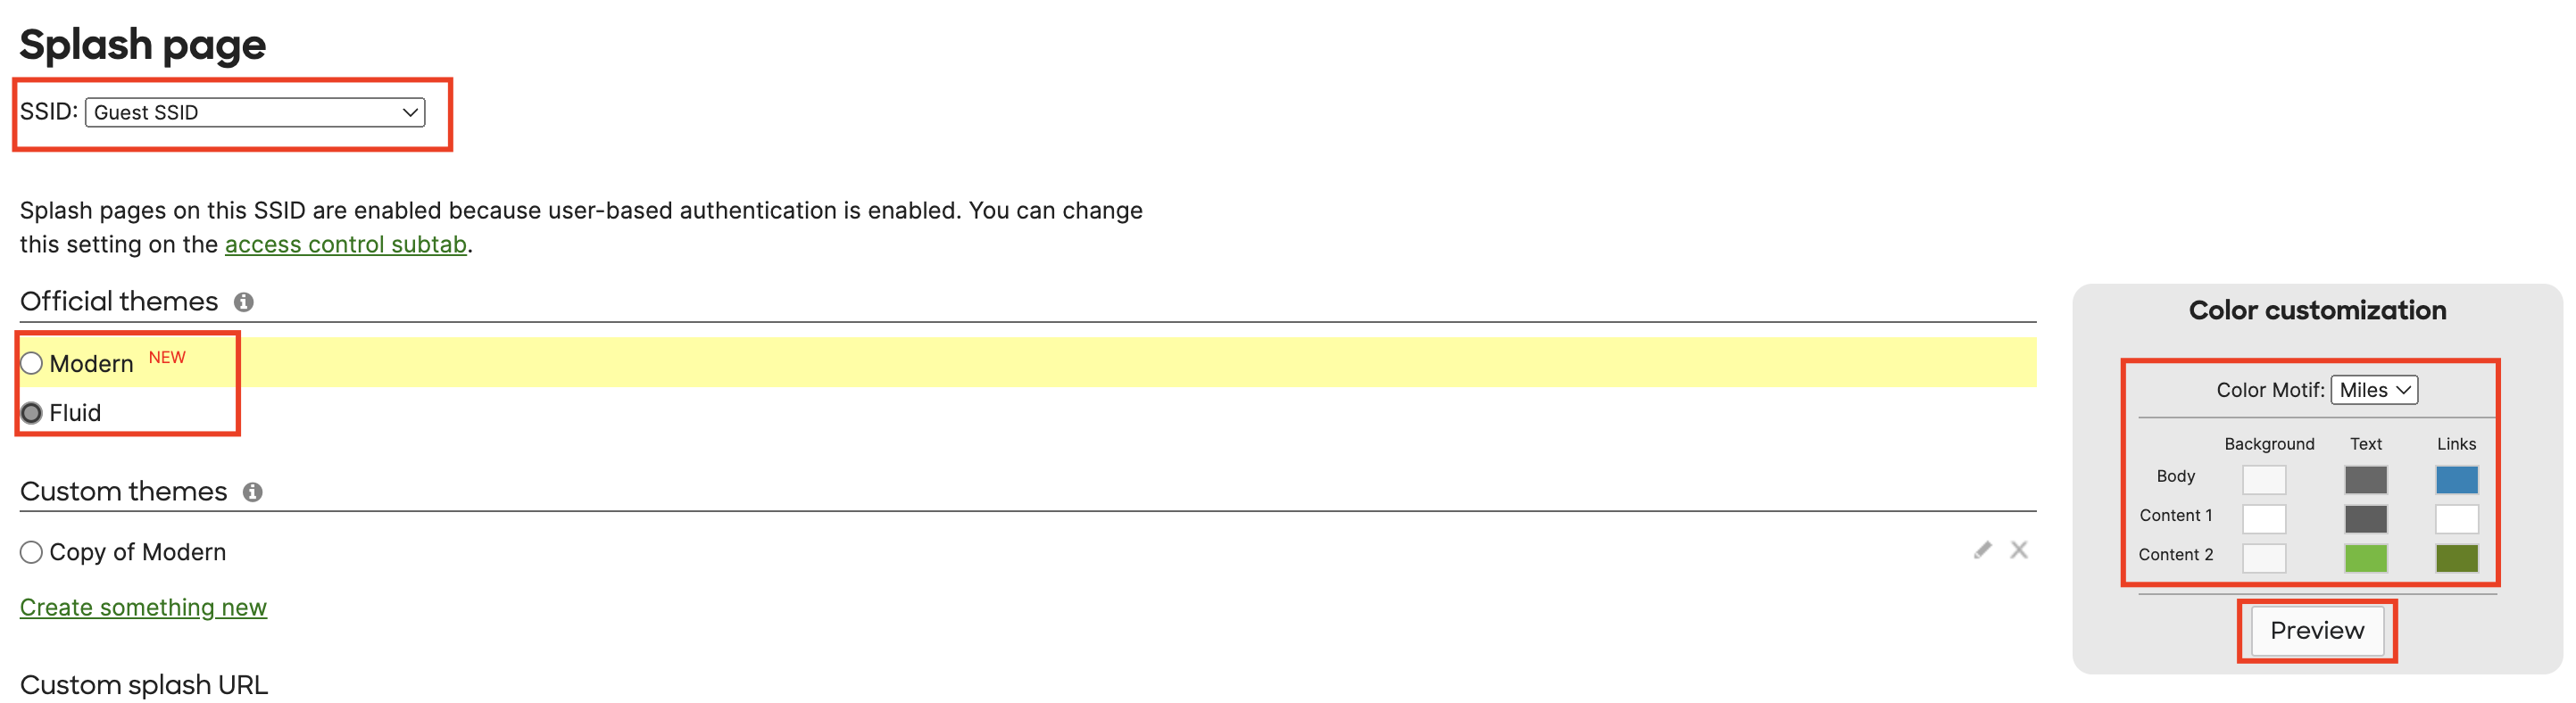 Splash page
SSID: Guest SSID
Splash pages on this SSID are enabled because user-based authentication is enabled. You can change
this setting on the access control subtab.
Official themes
Modern NEW
Fluid
Custom themes
Copy of Modern
Create something new
Custom splash URL
Color customization
Color Motif: Miles
Background Text Links
Body
Content 1
Content 2
Preview